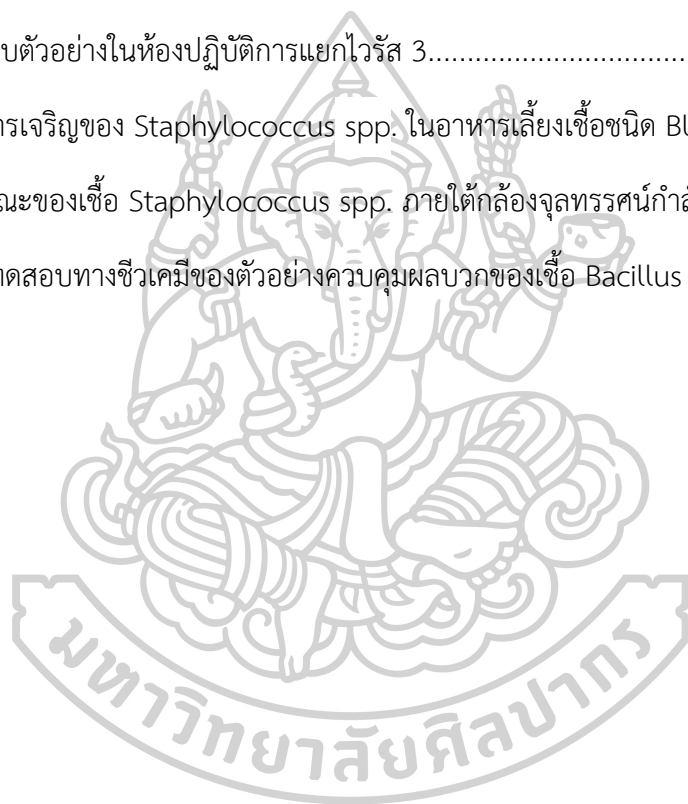 บตัวอย่างในห้องปฏิบัติการแยกไวรัส 3................................
ารเจริญของ Staphylococcus spp. ในอาหารเลี้ยงเชื้อชนิด Bl
ณะของเชื้อ Staphylococcus spp. ภายใต้กล้องจุลทรรศน์กำลั
ทดสอบทางชีวเคมีของตัวอย่างควบคุมผลบวกของเชื้อ Bacillus
มหาวิทยาลัยศิลปากร